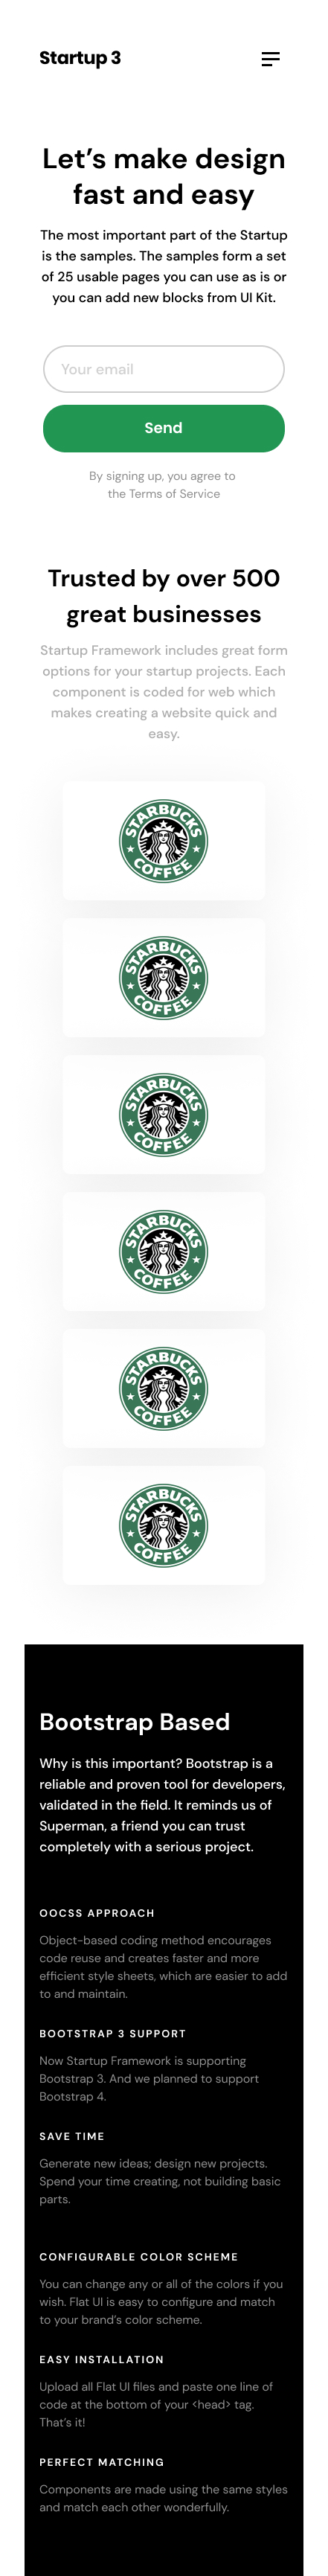 Startup 3
Let’s make design
fast and easy
The most important part of the Startup
is the samples. The samples form a set
of 25 usable pages you can use as is or
you can add new blocks from UI Kit.
Your email
Send
By signing up, you agree to
the Terms of Service
Trusted by over 500
great businesses
Startup Framework includes great form
options for your startup projects. Each
component is coded for web which
makes creating a website quick and
easy.
STARBUCKS
COFFEE
STARBUCKS
COFFEE
STARBUCKS
COFFEE
STARBUCKS
COFFEE
STARBUCKS
COFFEE
STARBUCKS
COFFEE
Bootstrap Based
Why is this important? Bootstrap is a
reliable and proven tool for developers,
validated in the field. It reminds us of
Superman, a friend you can trust
completely with a serious project.
OOCSS APPROACH
Object-based coding method encourages
code reuse and creates faster and more
efficient style sheets, which are easier to add
to and maintain.
BOOTSTRAP 3 SUPPORT
Now Startup Framework is supporting
Bootstrap 3. And we planned to support
Bootstrap 4.
SAVE TIME
Generate new ideas; design new projects.
Spend your time creating, not building basic
parts.
CONFIGURABLE COLOR SCHEME
You can change any or all of the colors if you
wish. Flat UI is easy to configure and match
to your brand’s color scheme.
EASY INSTALLATION
Upload all Flat UI files and paste one line of
code at the bottom of your <head> tag.
That’s it!
PERFECT MATCHING
Components are made using the same styles
and match each other wonderfully.